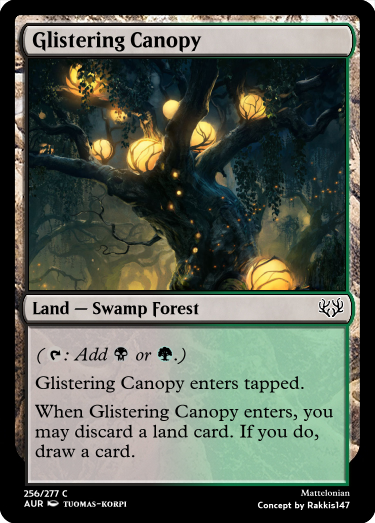 Glistering Canopy
Land — Swamp Forest
( : Add or .)
Glistering Canopy enters tapped.
When Glistering Canopy enters, you
may discard a land card. If you do,
draw a card.
256/277 C
Mattelonian
AUR TUOMAS-KORPI
Concept by Rakkis147